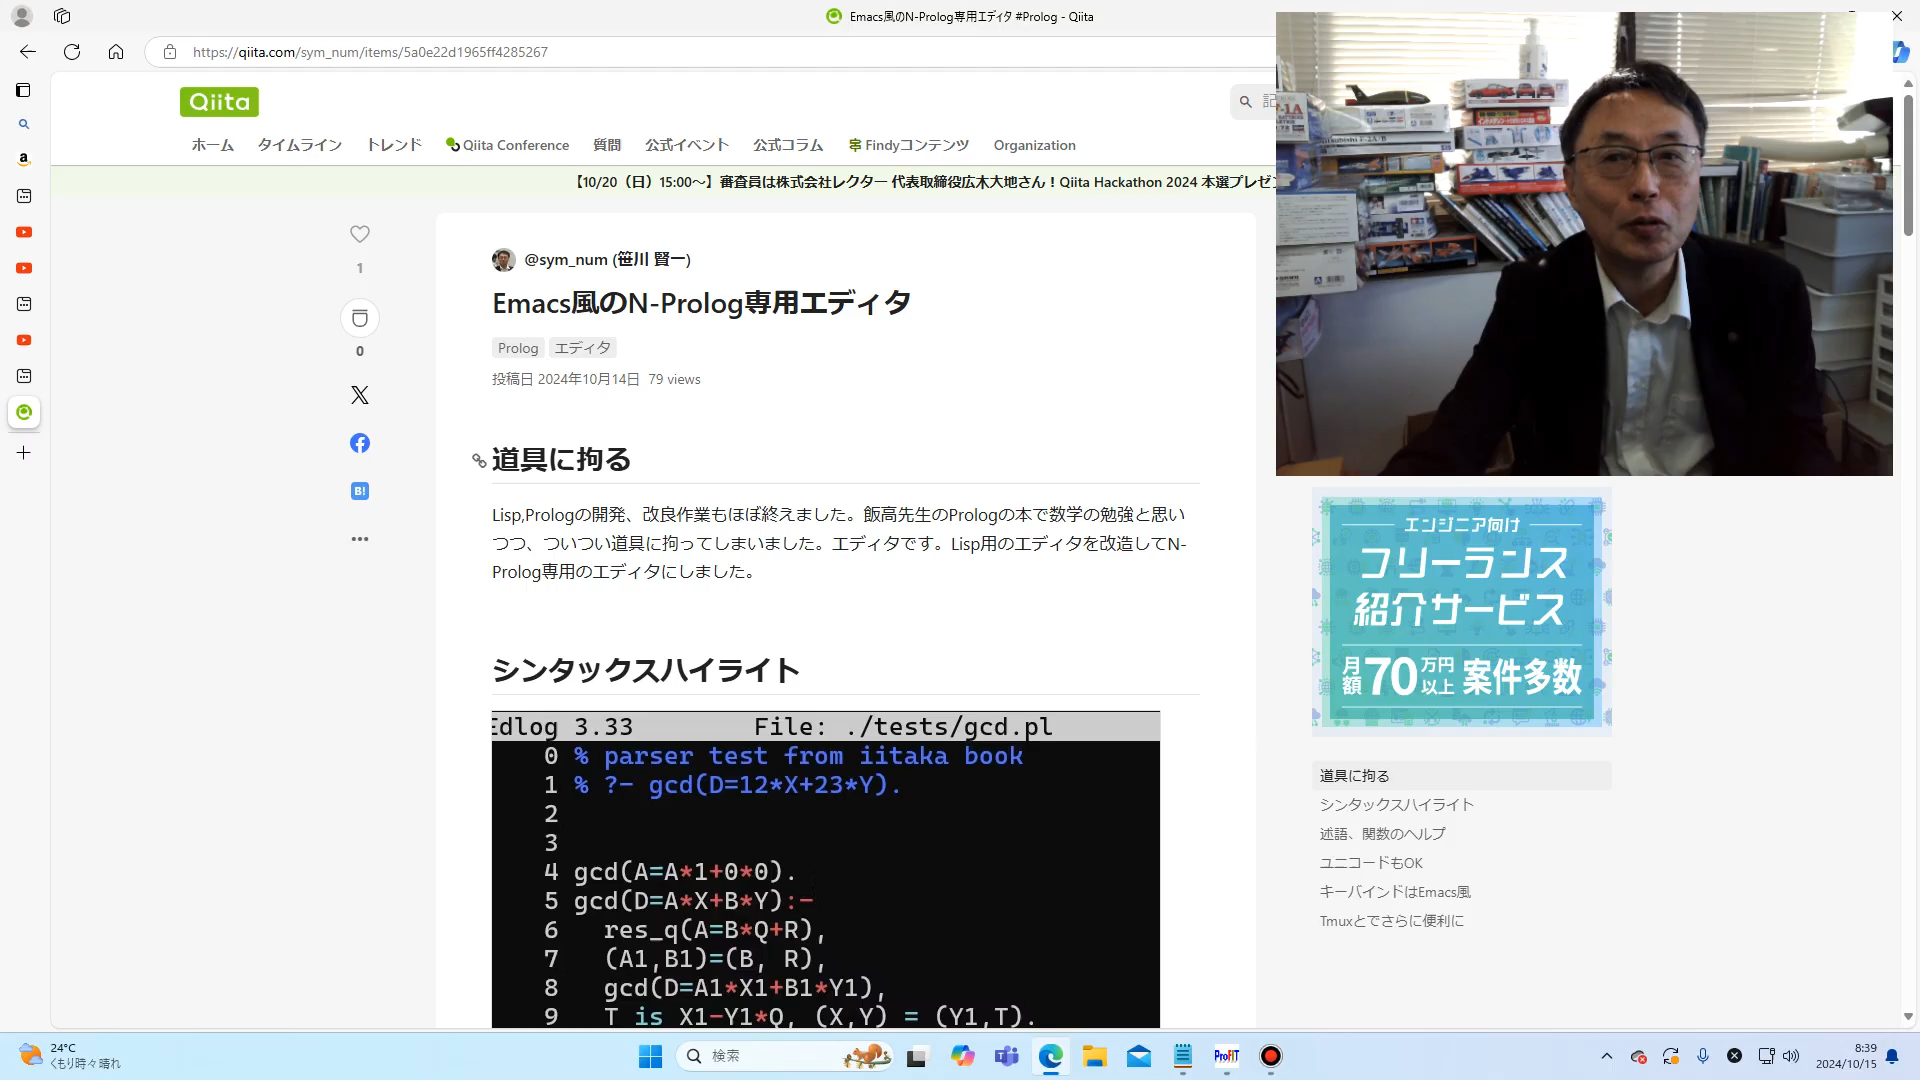 Emacs風のN-Prolog専用エディタ #Prolog - Qiita
https://qiita.com/sym_num/items/5a0e22d1965ff4285267
Qiita
ホーム タイムライン トレンド Qiita Conference 質問 公式イベント 公式コラム Findyコンテンツ Organization
【10/20（日）15:00〜】審査員は株式会社レクター 代表取締役広木大地さん！Qiita Hackathon 2024 本選プレゼ
@sym_num (笹川 賢一)
1
Emacs風のN-Prolog専用エディタ
Prolog エディタ
0
投稿日 2024年10月14日 79 views
道具に拘る
B!
Lisp,Prologの開発、改良作業もほぼ終えました。飯高先生のPrologの本で数学の勉強と思い
つつ、ついつい道具に拘ってしまいました。エディタです。Lisp用のエディタを改造してN-
Prolog専用のエディタにしました。
シンタックスハイライト
Edlog 3.33 File: ./tests/gcd.pl
0 % parser test from iitaka book
1 % ?- gcd(D=12*X+23*Y).
2
3
4 gcd(A=A*1+0*0).
5 gcd(D=A*X+B*Y):-
6 res_q(A=B*Q+R),
7 (A1,B1)=(B, R),
8 gcd(D=A1*X1+B1*Y1),
9 T is X1-Y1*Q, (X,Y) = (Y1,T).
エンジニア向け
フリーランス
紹介サービス
月額70万円以上 案件多数
道具に拘る
シンタックスハイライト
述語、関数のヘルプ
ユニコードもOK
キーバインドはEmacs風
Tmuxとでさらに便利に
24°C
くもり時々晴れ
検索
ProFIT
8:39
2024/10/15